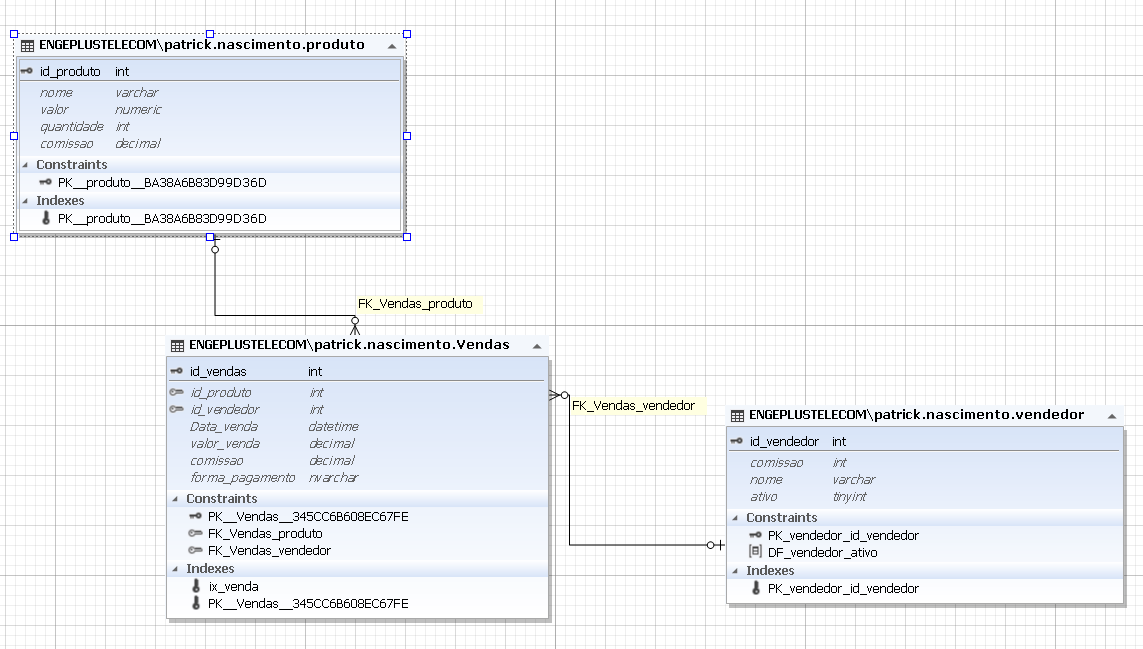 ENGEPLUSTELECOM\patrick.nascimento.produto
id_produto int
nome varchar
valor numeric
quantidade int
comissao decimal
Constraints
PK__produto__BA38A6B83D99D36D
Indexes
PK__produto__BA38A6B83D99D36D
FK_Vendas_produto
ENGEPLUSTELECOM\patrick.nascimento.Vendas
id_vendas int
id_produto int
id_vendedor int
Data_venda datetime
valor_venda decimal
comissao decimal
forma_pagamento nvarchar
Constraints
PK__Vendas__345CC6B608EC67FE
FK_Vendas_produto
FK_Vendas_vendedor
Indexes
ix_venda
PK__Vendas__345CC6B608EC67FE
FK_Vendas_vendedor
ENGEPLUSTELECOM\patrick.nascimento.vendedor
id_vendedor int
comissao int
nome varchar
ativo tinyint
Constraints
PK_vendedor_id_vendedor
DF_vendedor_ativo
Indexes
PK_vendedor_id_vendedor